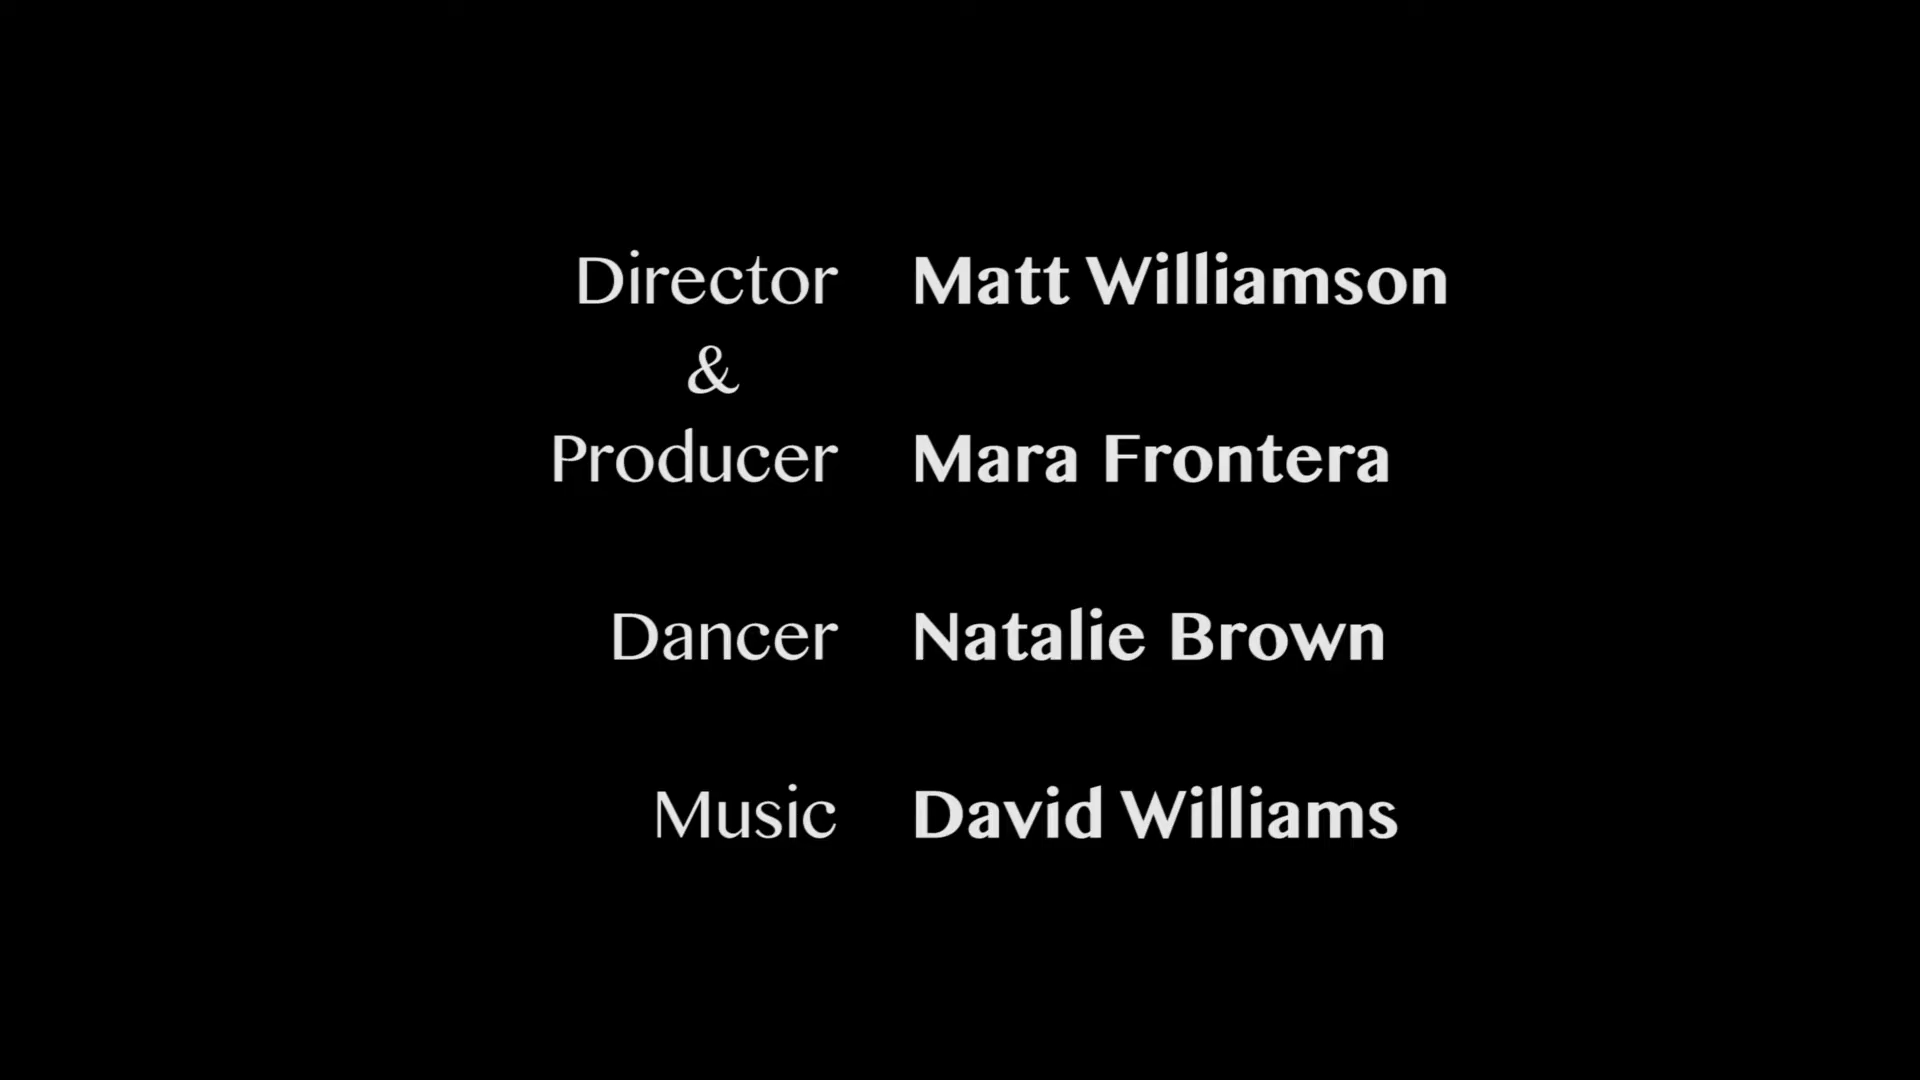 Director Matt Williamson
&
Producer Mara Frontera
Dancer Natalie Brown
Music David Williams